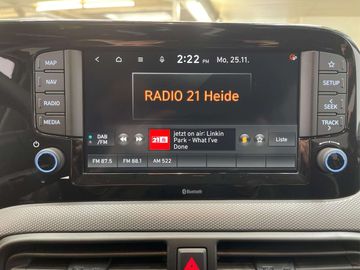 2:22 PM Mo, 25.11.
MAP
NAV
RADIO
MEDIA
RADIO 21 Heide
SETUP
SEEK
TRACK
DAB
/FM
Jetzt on air: Linkin
Park - What I've
Done
Liste
FM 87.5 FM 88.1 AM 522
Bluetooth